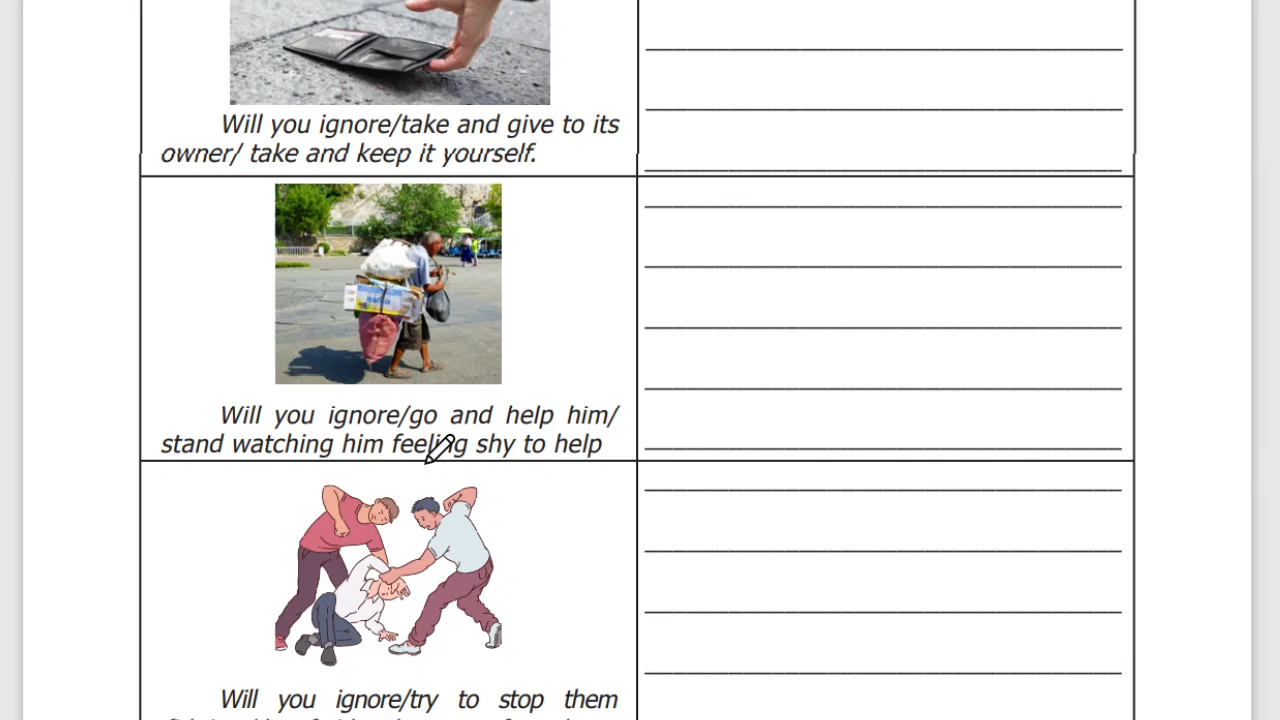 Will you ignore/take and give to its
owner/ take and keep it yourself.
Will you ignore/go and help him/
stand watching him feeling shy to help
Will you ignore/try to stop them